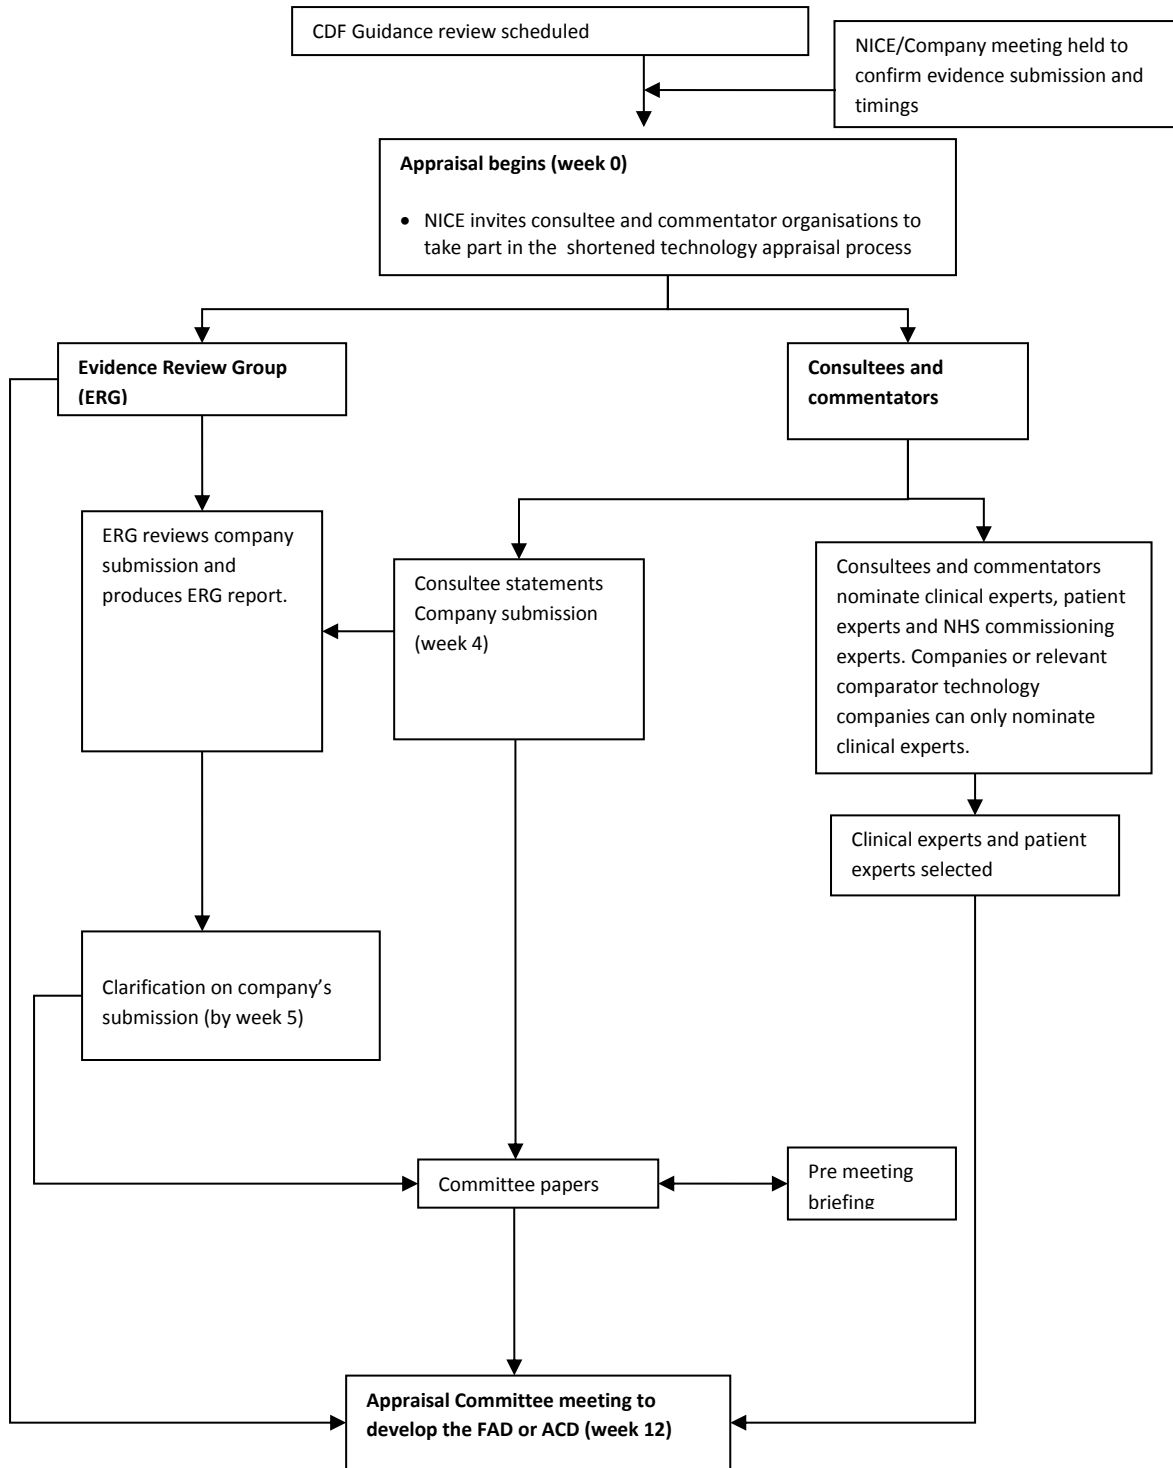 CDF Guidance review scheduled
NICE/Company meeting held to
confirm evidence submission and
timings
Appraisal begins (week 0)
• NICE invites consultee and commentator organisations to
take part in the shortened technology appraisal process
Evidence Review Group
(ERG)
Consultees and
commentators
ERG reviews company
submission and
produces ERG report.
Consultee statements
Company submission
(week 4)
Consultees and commentators
nominate clinical experts, patient
experts and NHS commissioning
experts. Companies or relevant
comparator technology
companies can only nominate
clinical experts.
Clinical experts and patient
experts selected
Clarification on company’s
submission (by week 5)
Committee papers
Pre meeting
briefing
Appraisal Committee meeting to
develop the FAD or ACD (week 12)